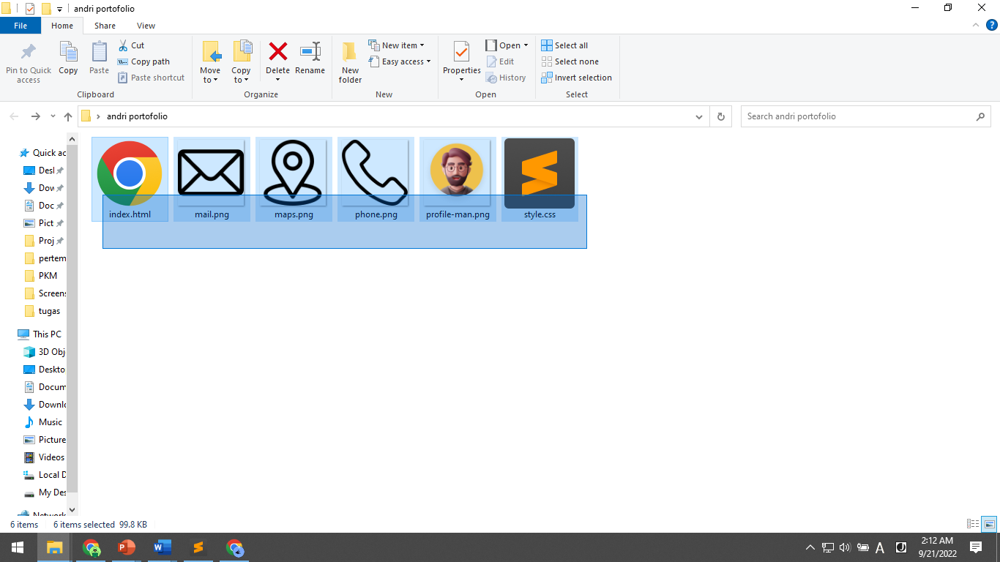 andri portofolio
File Home Share View
Pin to Quick access
Copy
Paste
Cut
Copy path
Paste shortcut
Clipboard
Move to
Copy to
Delete
Rename
Organize
New folder
New item
Easy access
New
Properties
Open
Edit
History
Open
Select all
Select none
Invert selection
Select
andri portofolio
Search andri portofolio
Quick ac
Desl
Dov
Doc
Pict
Proj
pertem
PKM
Screens
tugas
This PC
3D Obj
Deskto
Docum
Downlo
Music
Picture
Videos
Local D
My Des
Network
index.html
mail.png
maps.png
phone.png
profile-man.png
style.css
6 items 6 items selected 99.8 KB
A
2:12 AM
9/21/2022